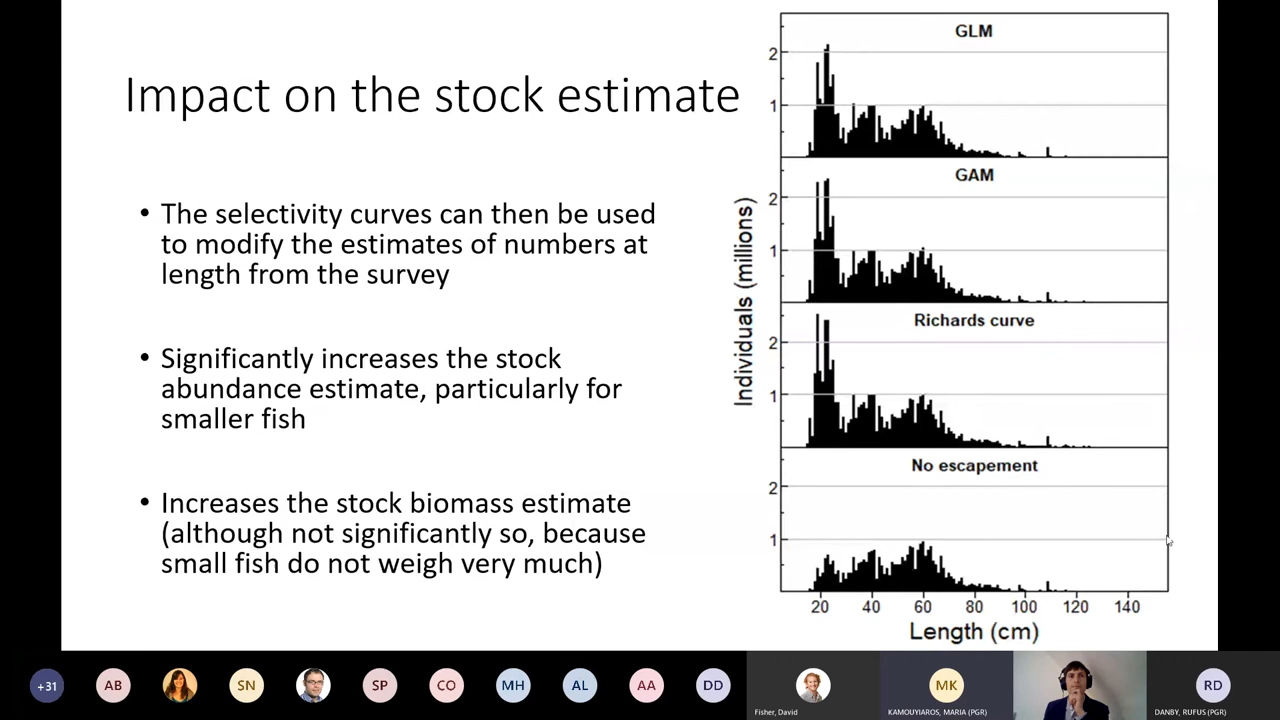 Impact on the stock estimate
• The selectivity curves can then be used
to modify the estimates of numbers at
length from the survey
• Significantly increases the stock
abundance estimate, particularly for
smaller fish
• Increases the stock biomass estimate
(although not significantly so, because
small fish do not weigh very much)
Individuals (millions)
GLM
2
1
GAM
2
1
Richards curve
2
1
No escapement
2
1
20 40 60 80 100 120 140
Length (cm)
+31 AB SN SP CO MH AL AA DD MK RD
Fisher, David KAMOUYIAROS, MARIA (PGR) DANBY, RUFUS (PGR)